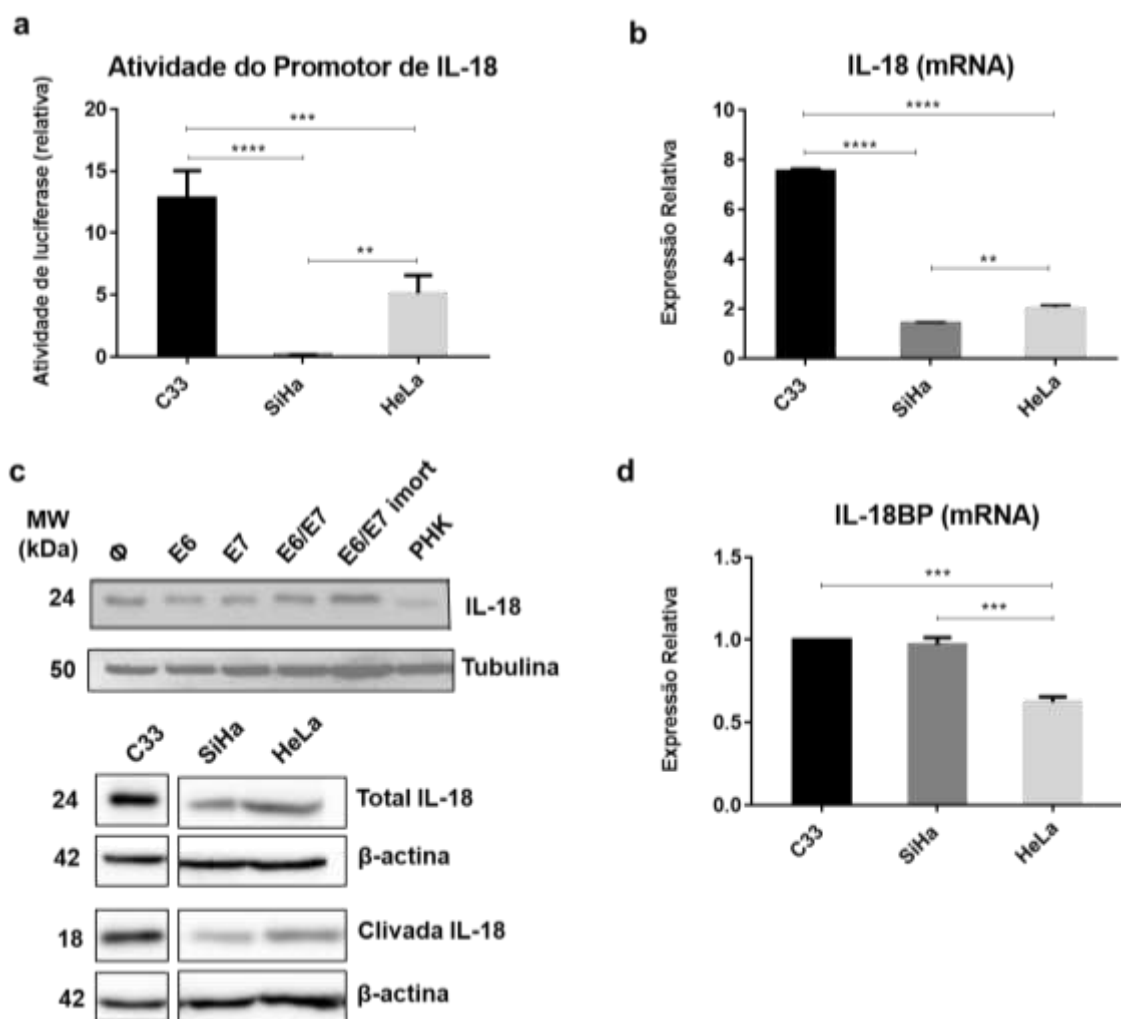 a
Atividade do Promotor de IL-18
Atividade de luciferase (relativa)
20
15
10
5
0
***
****
**
C33
SiHa
HeLa
b
IL-18 (mRNA)
Expressão Relativa
10
8
6
4
2
0
****
****
**
C33
SiHa
HeLa
c
MW
(kDa)
Φ E6 E7 E6/E7 E6/E7 imort PHK
24 IL-18
50 Tubulina
C33 SiHa HeLa
24 Total IL-18
42 β-actina
18 Clivada IL-18
42 β-actina
d
IL-18BP (mRNA)
Expressão Relativa
1.5
1.0
0.5
0.0
***
***
C33
SiHa
HeLa